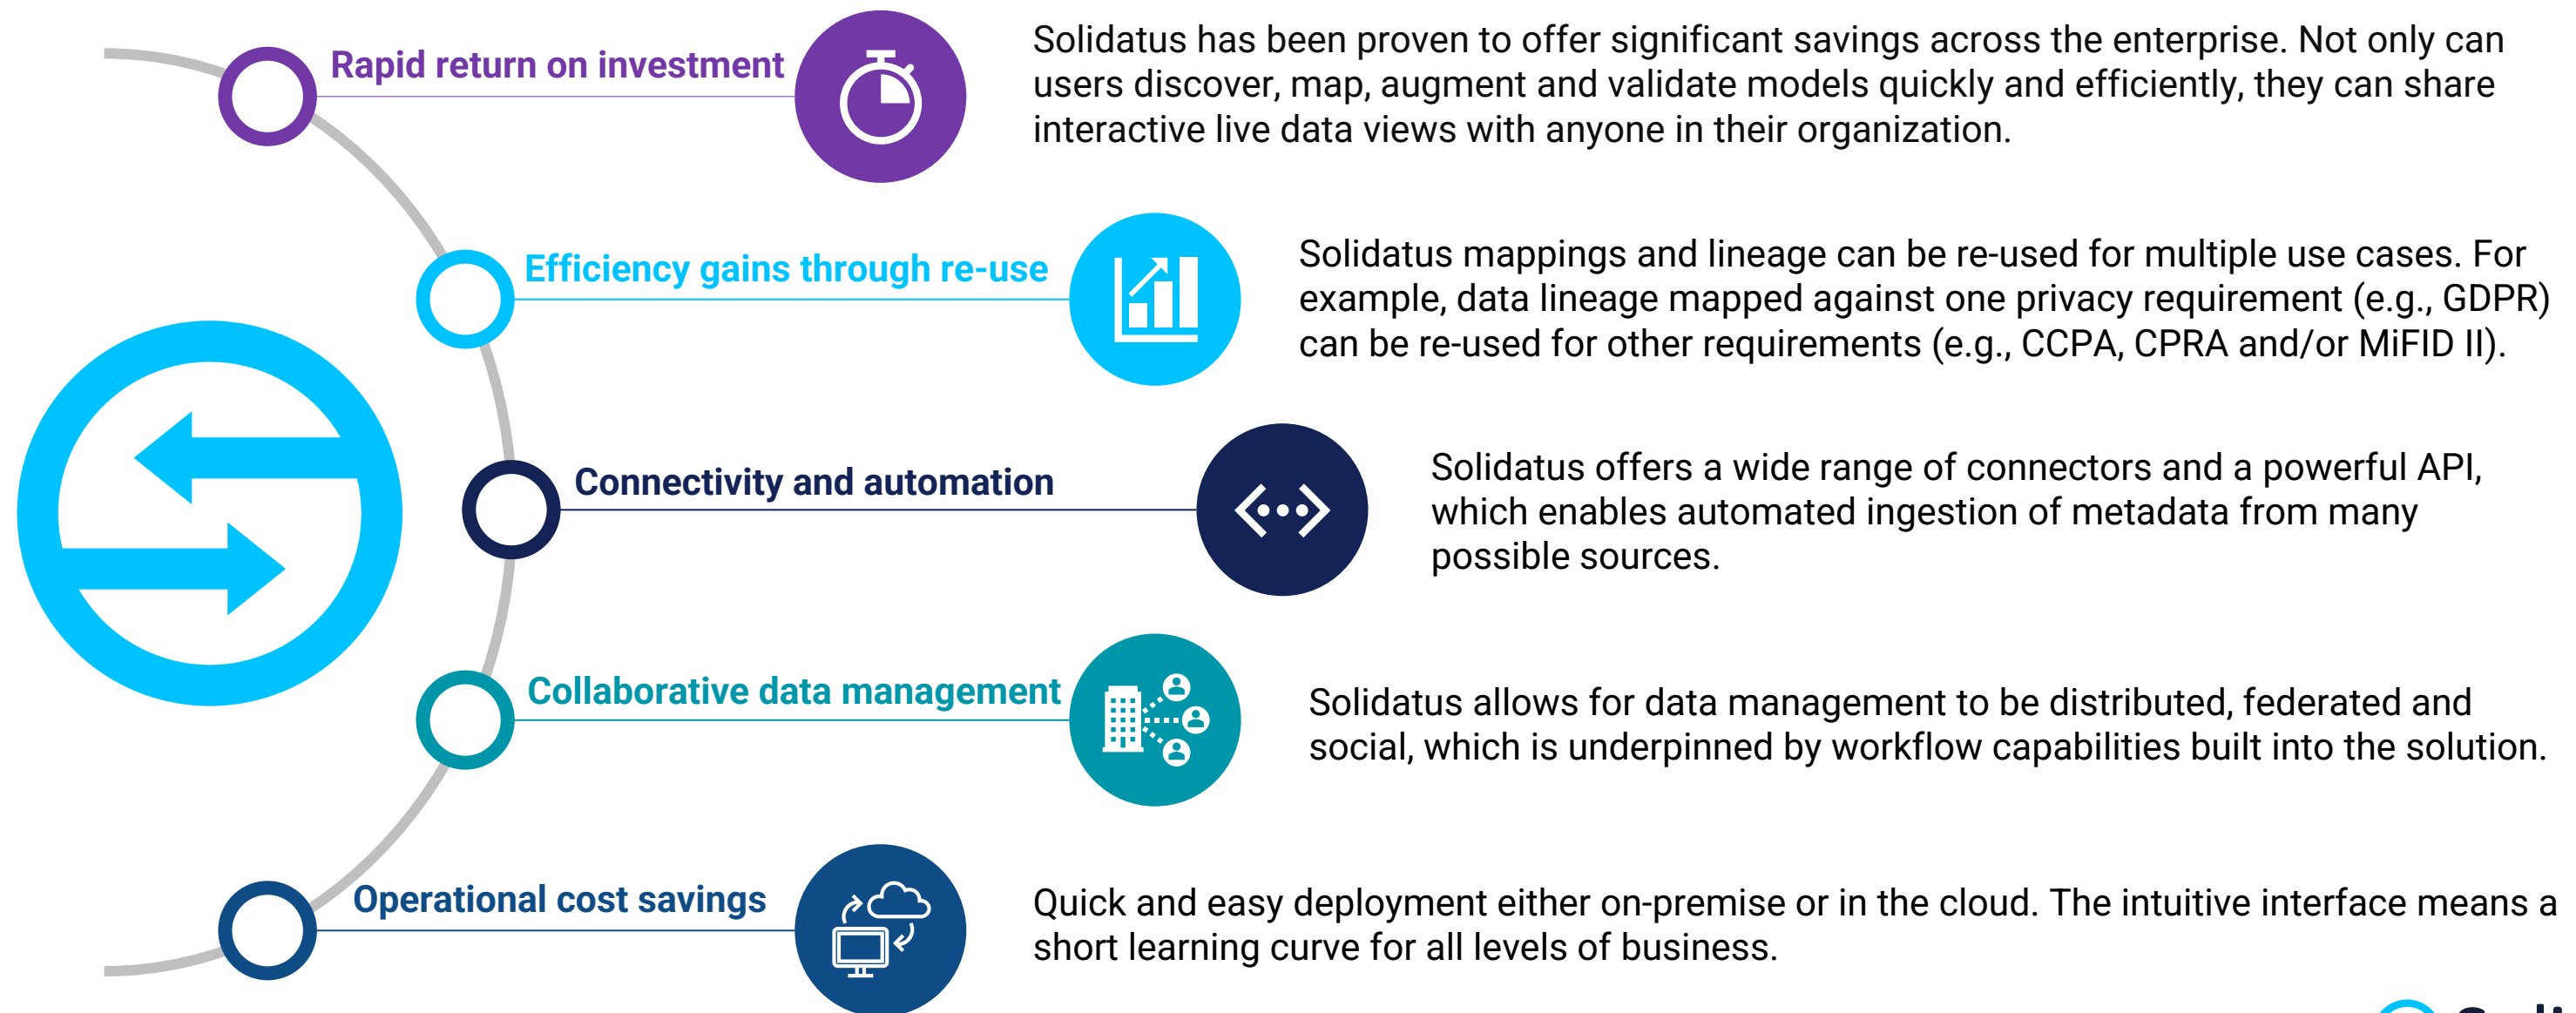 Rapid return on investment
Solidatus has been proven to offer significant savings across the enterprise. Not only can
users discover, map, augment and validate models quickly and efficiently, they can share
interactive live data views with anyone in their organization.
Efficiency gains through re-use
Solidatus mappings and lineage can be re-used for multiple use cases. For
example, data lineage mapped against one privacy requirement (e.g., GDPR)
can be re-used for other requirements (e.g., CCPA, CPRA and/or MiFID II).
Connectivity and automation
Solidatus offers a wide range of connectors and a powerful API,
which enables automated ingestion of metadata from many
possible sources.
Collaborative data management
Solidatus allows for data management to be distributed, federated and
social, which is underpinned by workflow capabilities built into the solution.
Operational cost savings
Quick and easy deployment either on-premise or in the cloud. The intuitive interface means a
short learning curve for all levels of business.